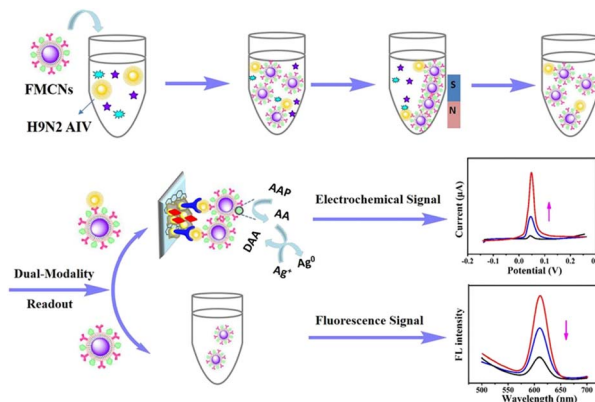 FMCNs
H9N2 AIV
S
N
Dual-Modality
Readout
AAP
AA
DAA
Ag⁺
Ag⁰
Electrochemical Signal
Current (μA)
-0.2 -0.1 0.0 0.1 0.2 0.3
Potential (V)
Fluorescence Signal
FL intensity
500 550 600 650 700
Wavelength (nm)